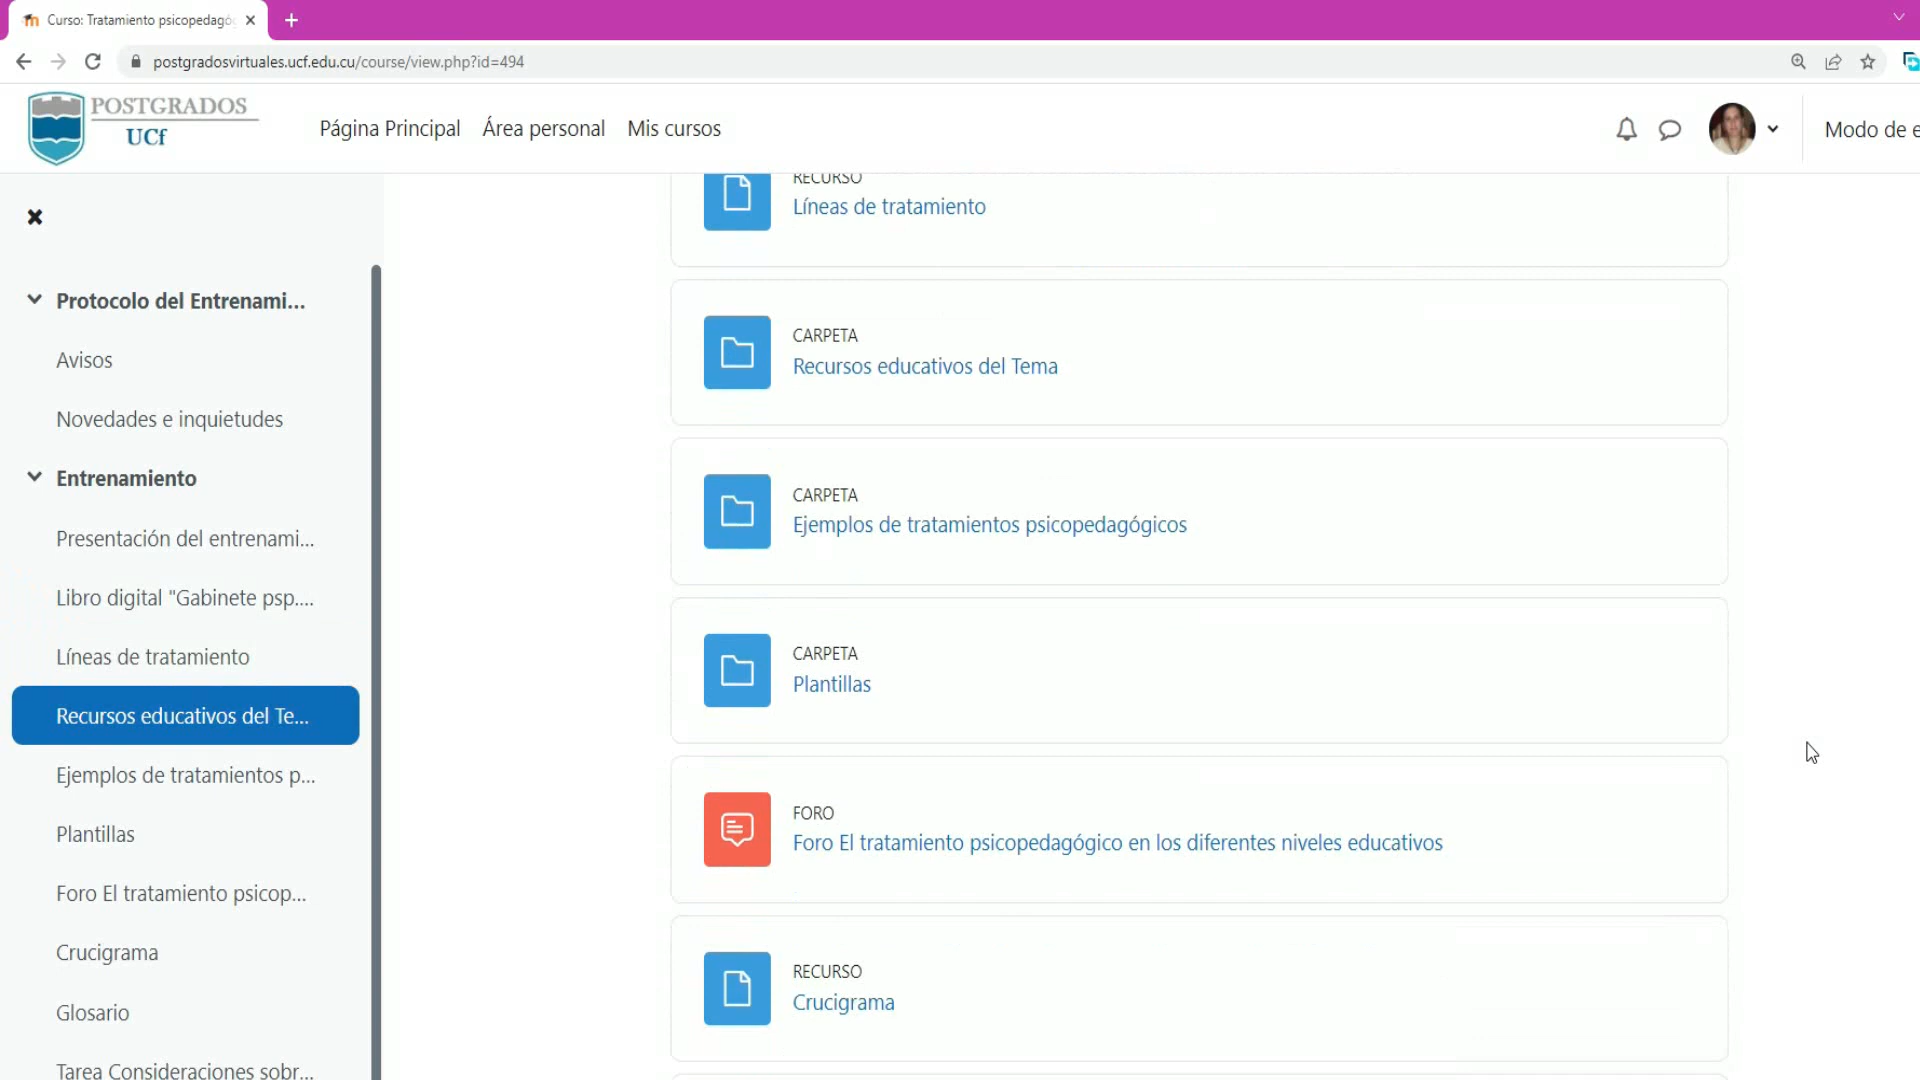 Curso: Tratamiento psicopedagóg
postgradosvirtuales.ucf.edu.cu/course/view.php?id=494
POSTGRADOS
UCf
Página Principal
Área personal
Mis cursos
Modo de e
Protocolo del Entrenami...
Avisos
Novedades e inquietudes
Entrenamiento
Presentación del entrenami...
Libro digital "Gabinete psp....
Líneas de tratamiento
Recursos educativos del Te...
Ejemplos de tratamientos p...
Plantillas
Foro El tratamiento psicop...
Crucigrama
Glosario
Tarea Consideraciones sobr...
RECURSO
Líneas de tratamiento
CARPETA
Recursos educativos del Tema
CARPETA
Ejemplos de tratamientos psicopedagógicos
CARPETA
Plantillas
FORO
Foro El tratamiento psicopedagógico en los diferentes niveles educativos
RECURSO
Crucigrama